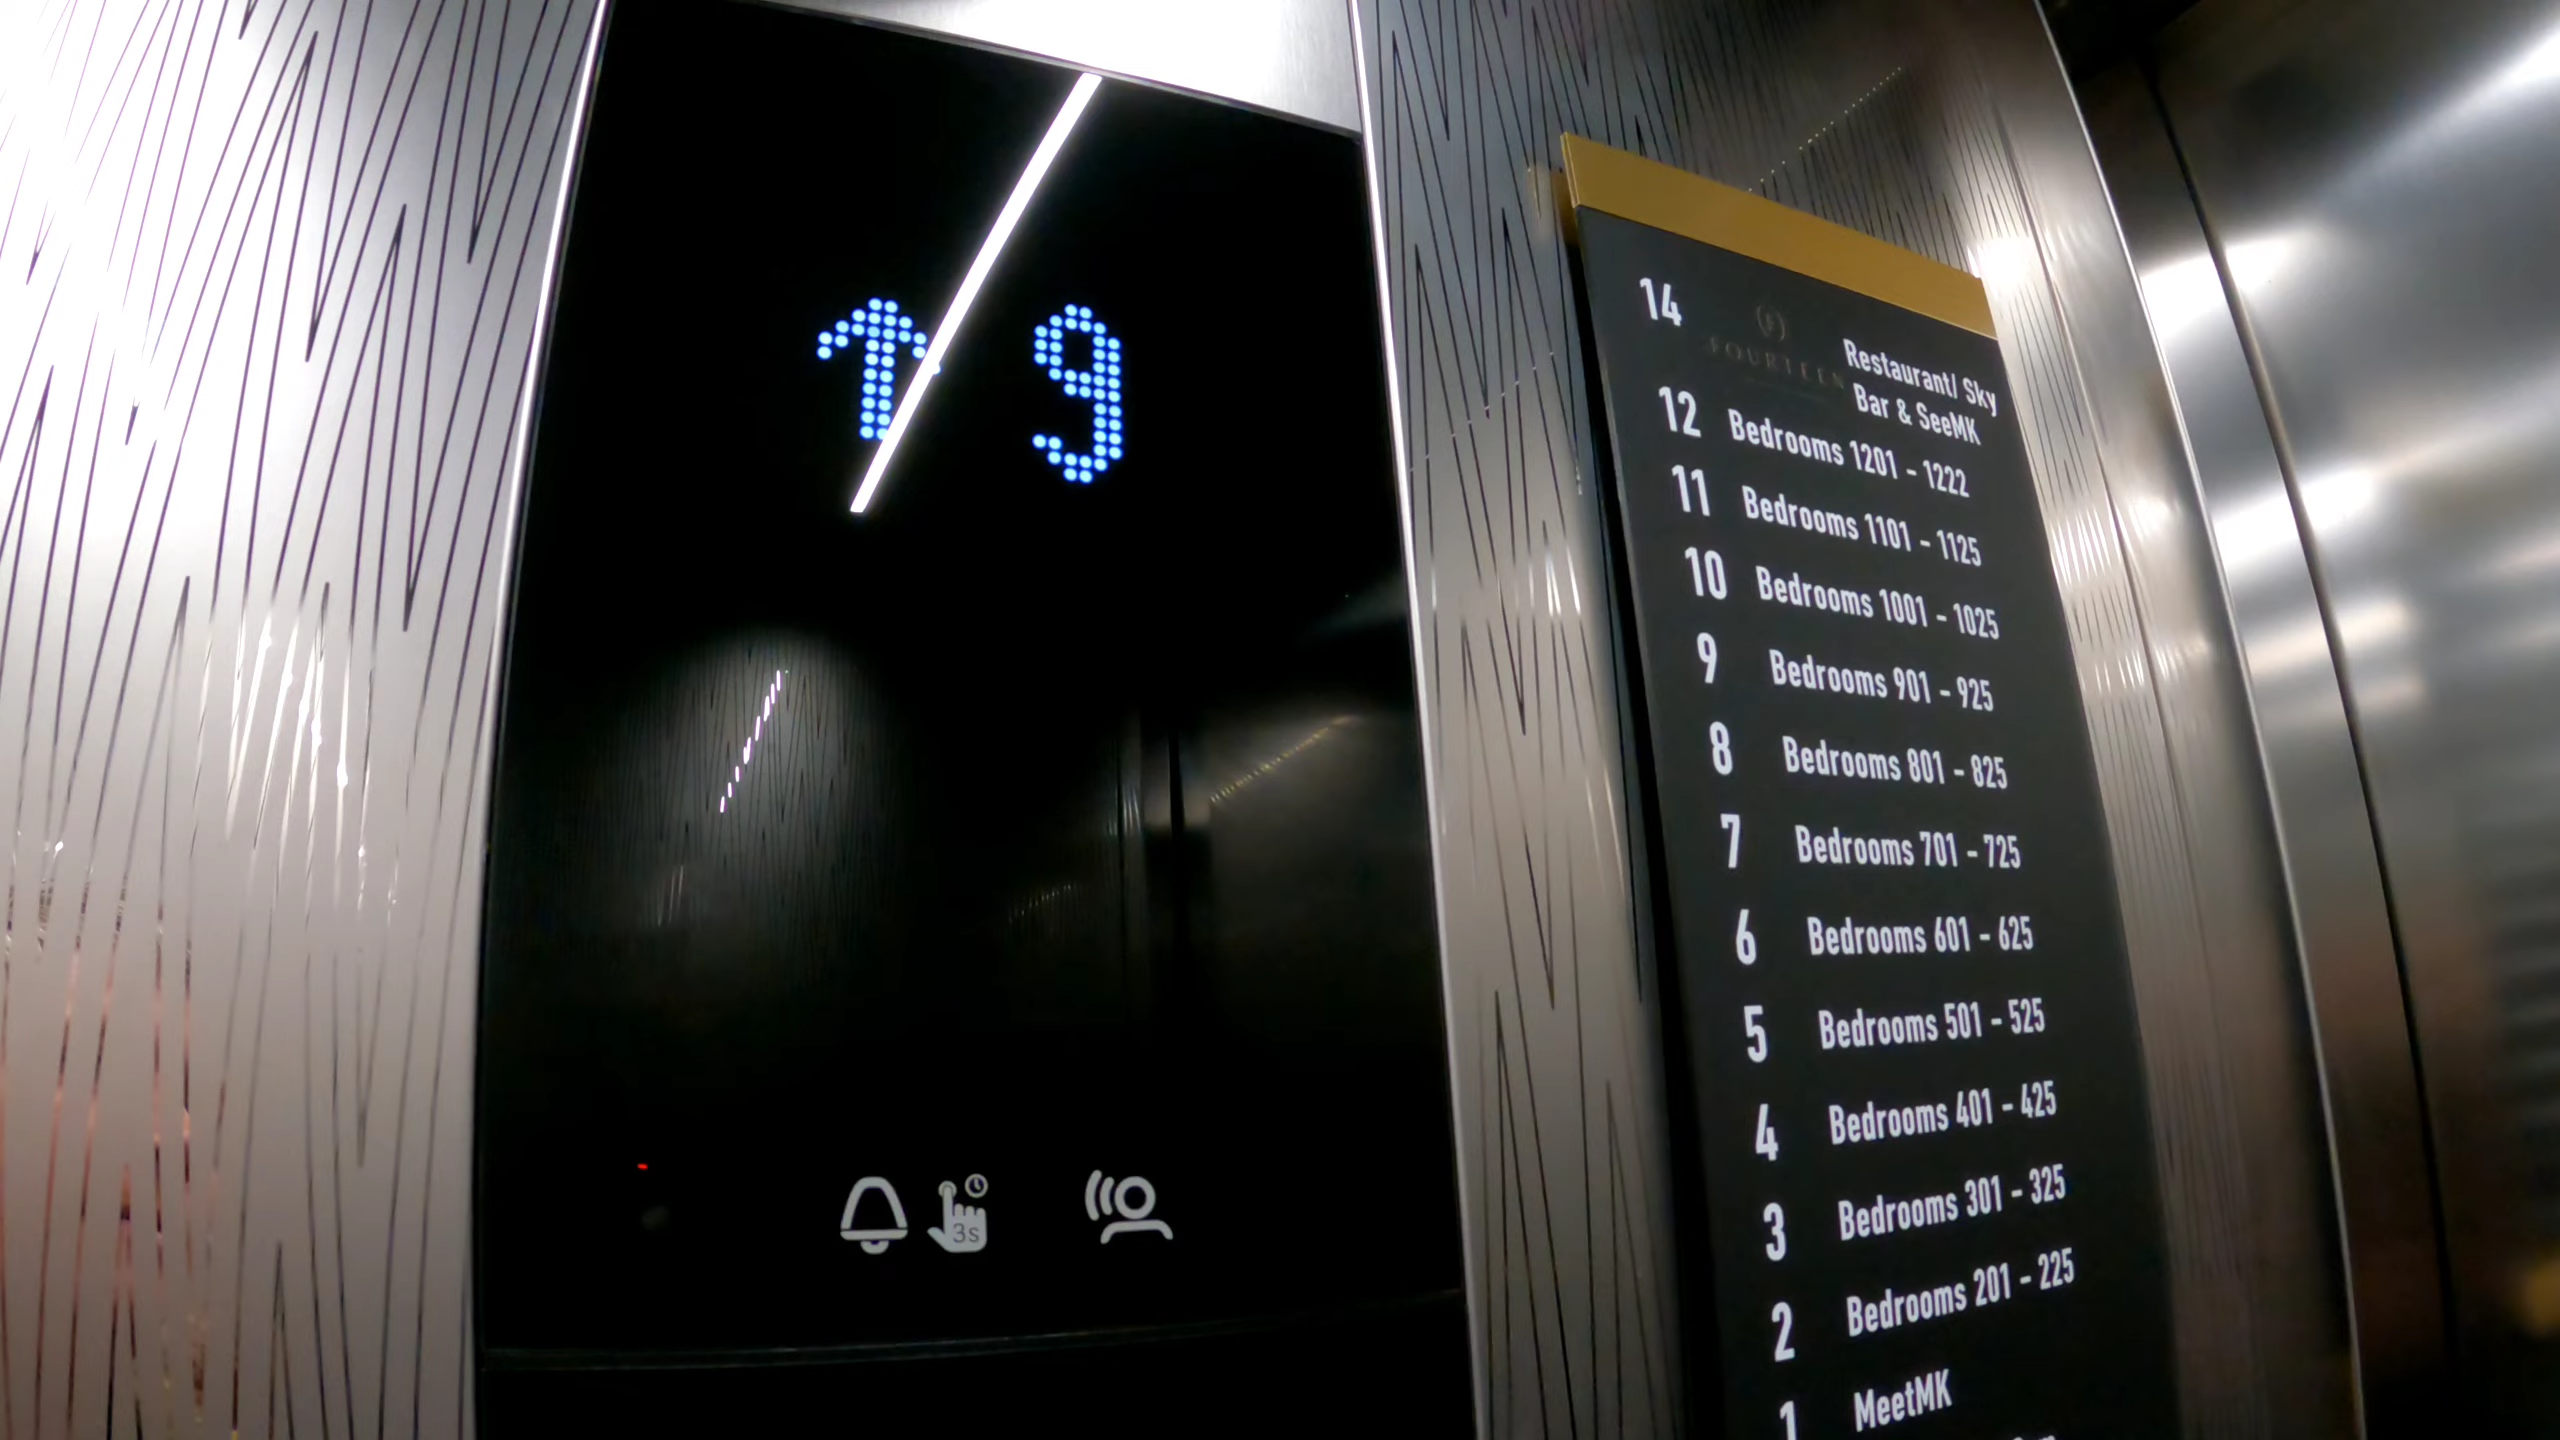 9
14 FOURTEEN Restaurant/ Sky
Bar & SeeMK
12 Bedrooms 1201 - 1222
11 Bedrooms 1101 - 1125
10 Bedrooms 1001 - 1025
9 Bedrooms 901 - 925
8 Bedrooms 801 - 825
7 Bedrooms 701 - 725
6 Bedrooms 601 - 625
5 Bedrooms 501 - 525
4 Bedrooms 401 - 425
3 Bedrooms 301 - 325
2 Bedrooms 201 - 225
1 MeetMK
3s